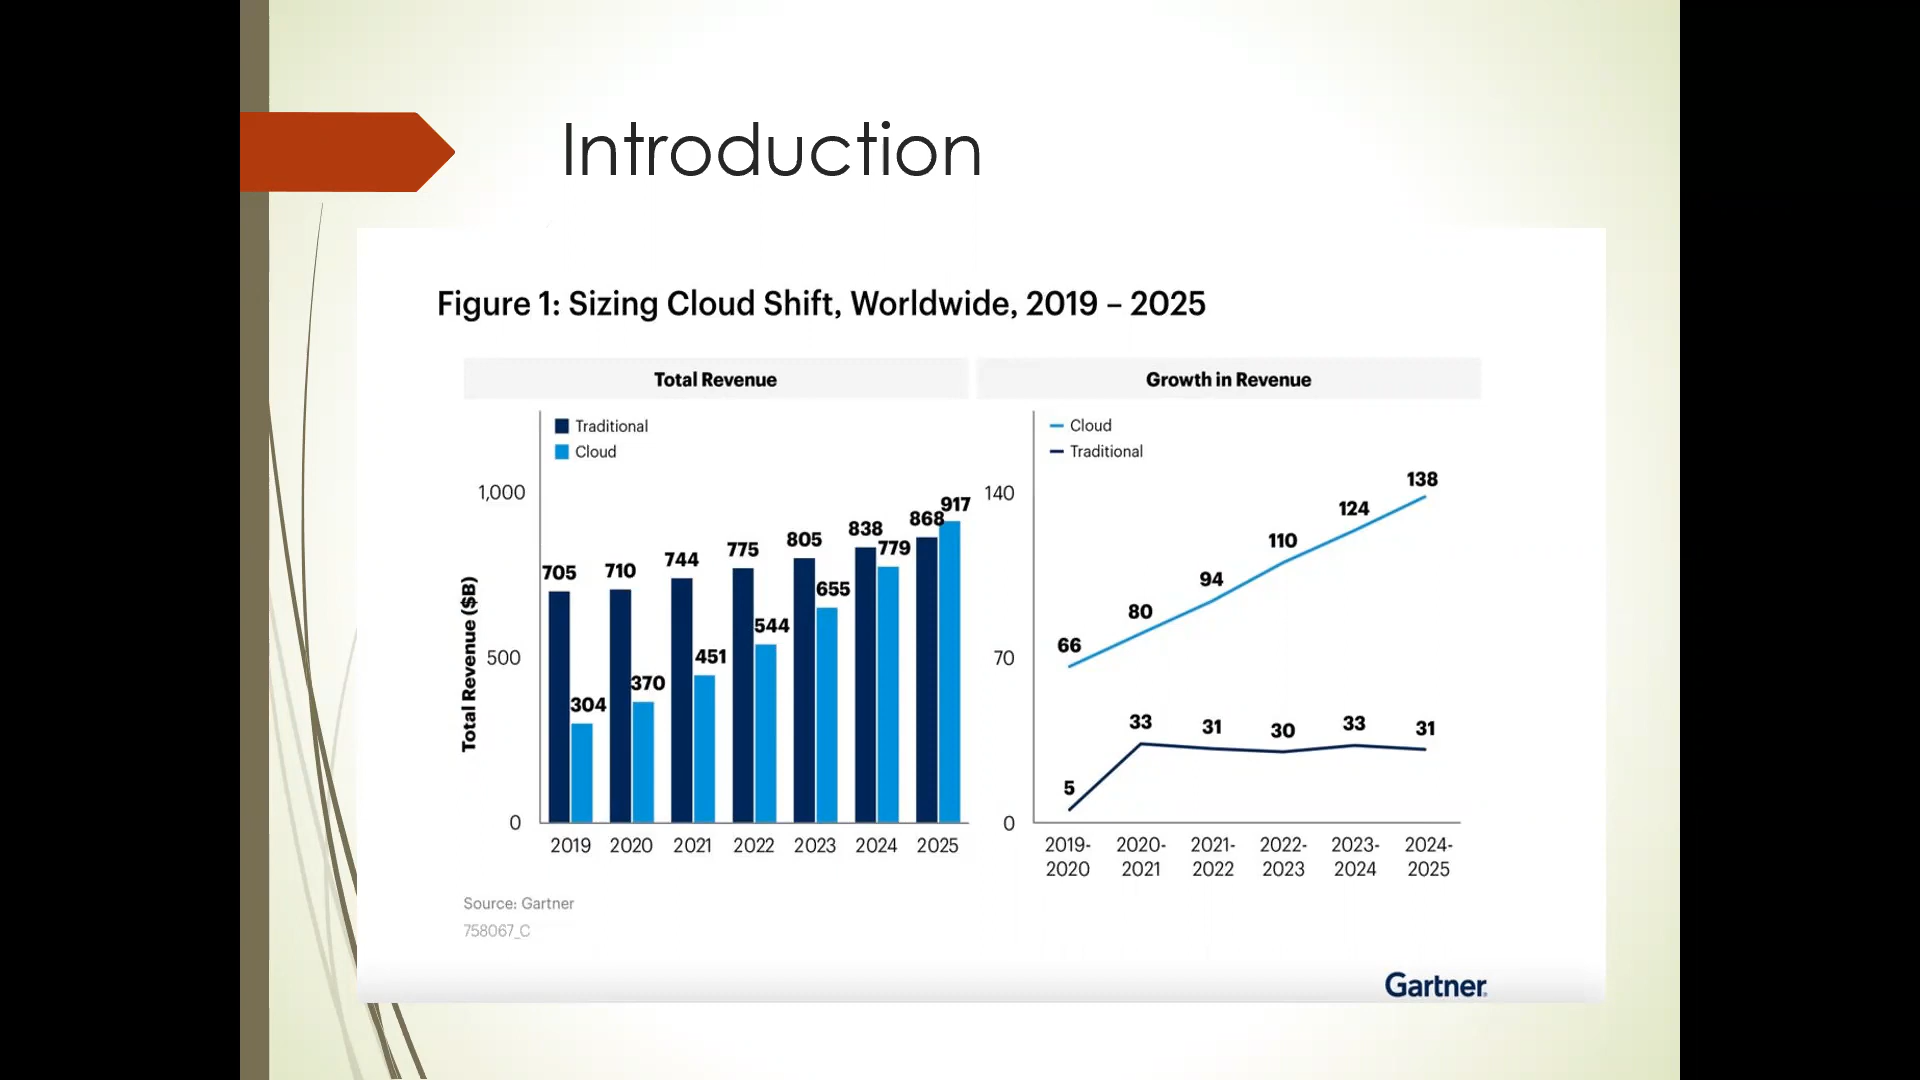 Introduction
Figure 1: Sizing Cloud Shift, Worldwide, 2019 – 2025
Total Revenue
Traditional
Cloud
Total Revenue ($B)
1,000
500
0
705 304
710 370
744 451
775 544
805 655
838 779
868 917
2019 2020 2021 2022 2023 2024 2025
Growth in Revenue
Cloud
Traditional
140
70
0
66 80 94 110 124 138
5 33 31 30 33 31
2019- 2020- 2021- 2022- 2023- 2024-
2020 2021 2022 2023 2024 2025
Source: Gartner
758067_C
Gartner®